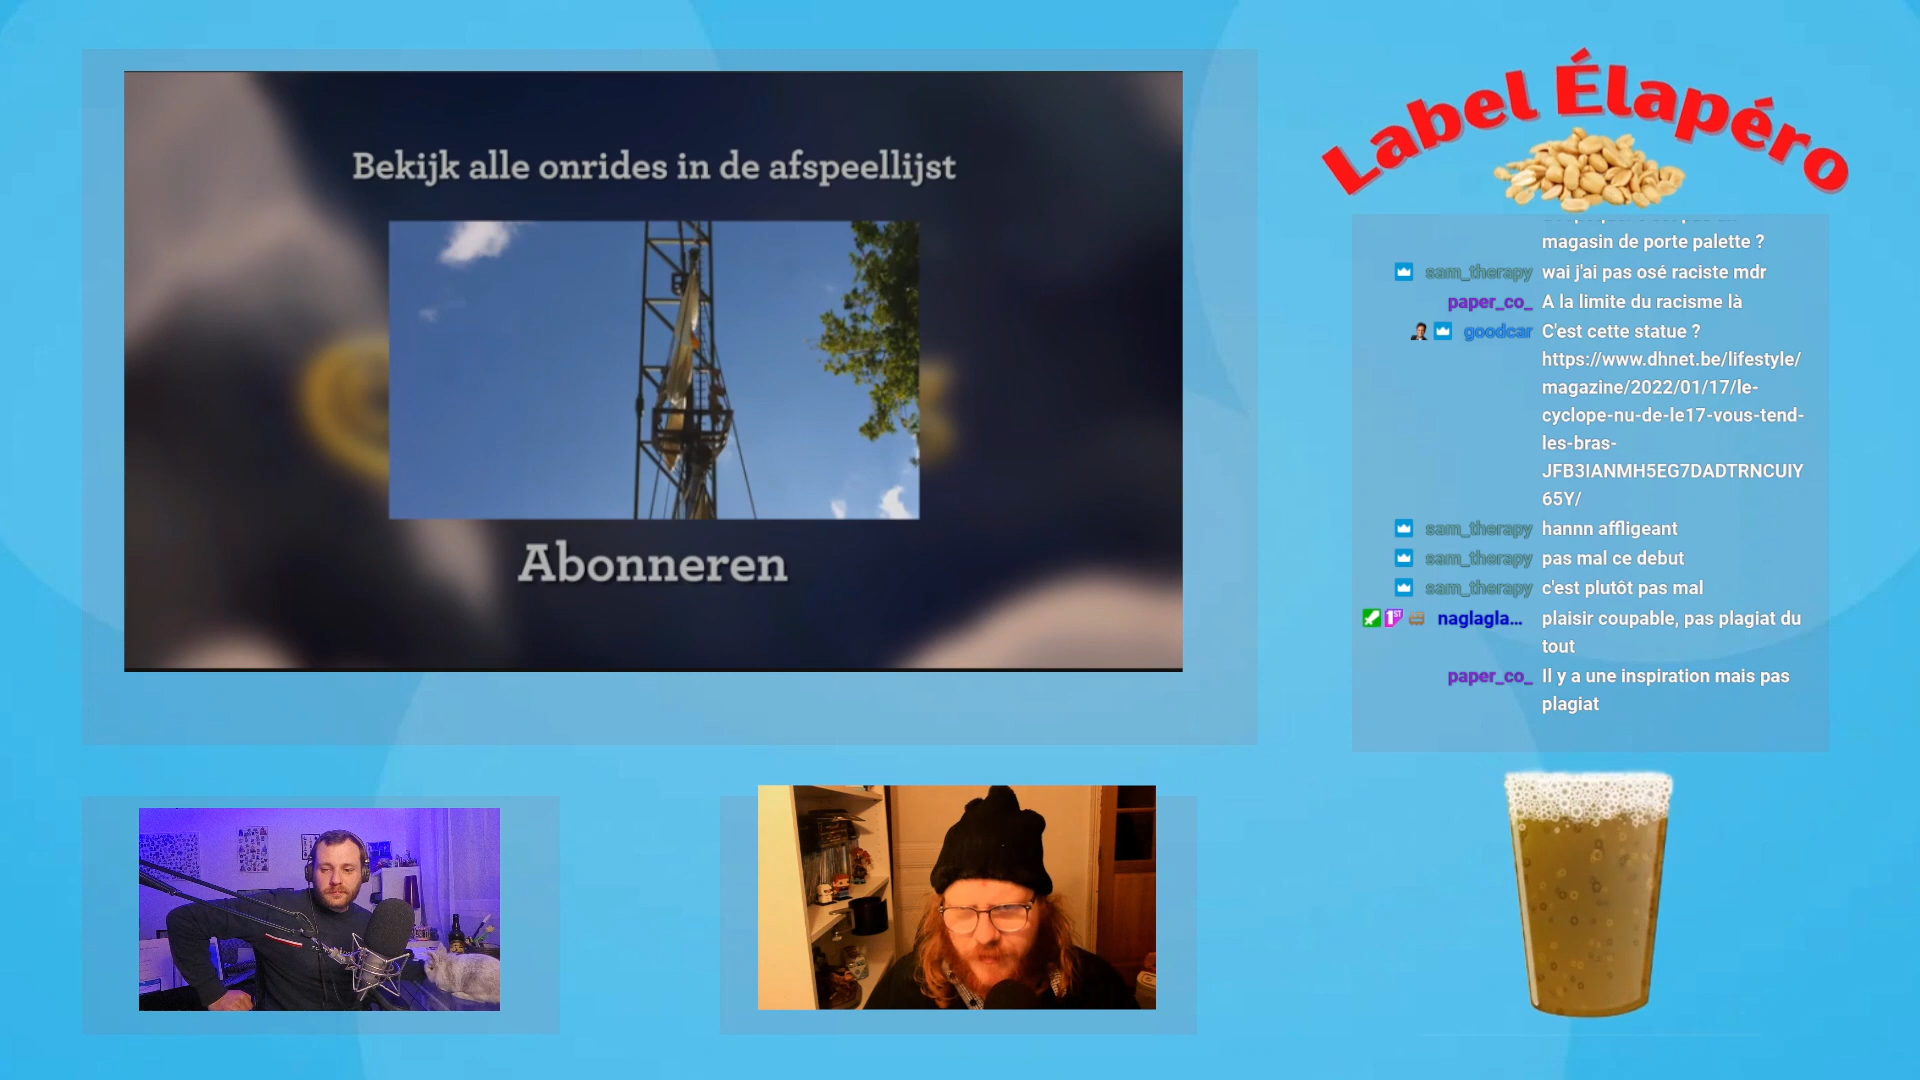 Bekijk alle onrides in de afspeellijst
Abonneren
Label Élapéro
magasin de porte palette ?
sam_therapy wai j'ai pas osé raciste mdr
paper_co_ A la limite du racisme là
goodcar C'est cette statue ?
https://www.dhnet.be/lifestyle/
magazine/2022/01/17/le-
cyclope-nu-de-le17-vous-tend-
les-bras-
JFB3IANMH5EG7DADTRNCUIY
65Y/
sam_therapy hannn affligeant
sam_therapy pas mal ce debut
sam_therapy c'est plutôt pas mal
naglagla... plaisir coupable, pas plagiat du
tout
paper_co_ Il y a une inspiration mais pas
plagiat